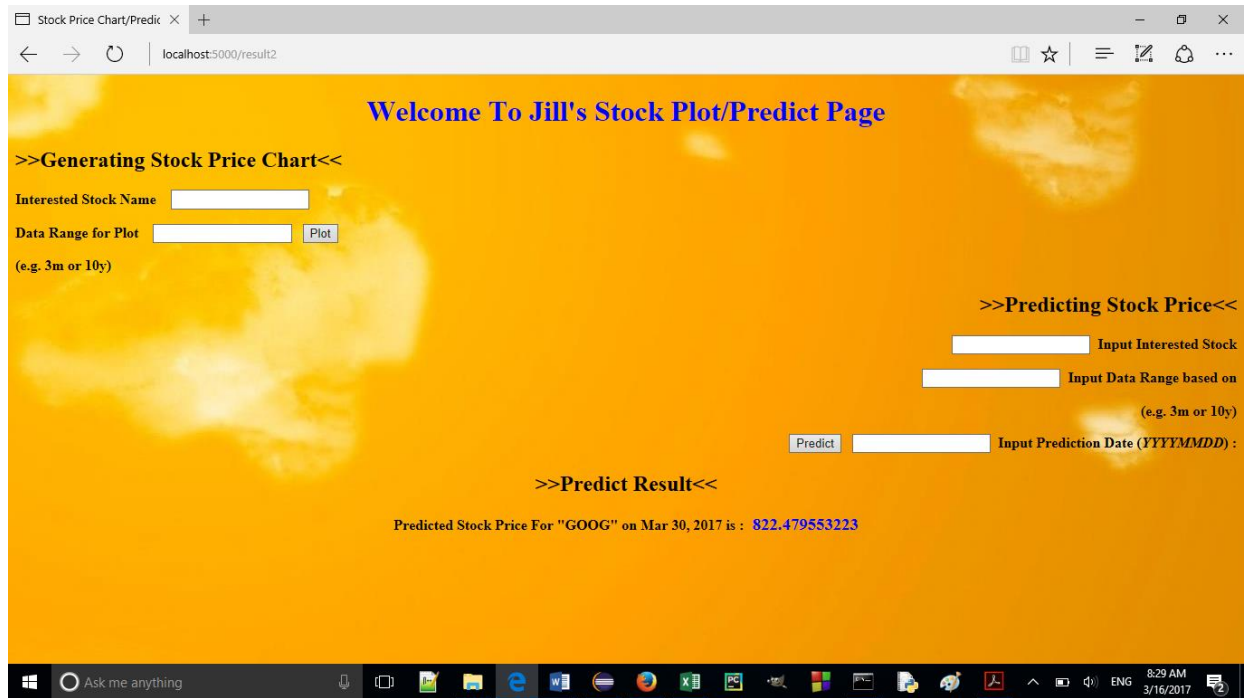 Stock Price Chart/Predic
localhost:5000/result2
Welcome To Jill's Stock Plot/Predict Page
>>Generating Stock Price Chart<<
Interested Stock Name
Data Range for Plot Plot
(e.g. 3m or 10y)
>>Predicting Stock Price<<
Input Interested Stock
Input Data Range based on
(e.g. 3m or 10y)
Predict Input Prediction Date (YYYYMMDD) :
>>Predict Result<<
Predicted Stock Price For "GOOG" on Mar 30, 2017 is : 822.479553223
Ask me anything
ENG
8:29 AM
3/16/2017
2